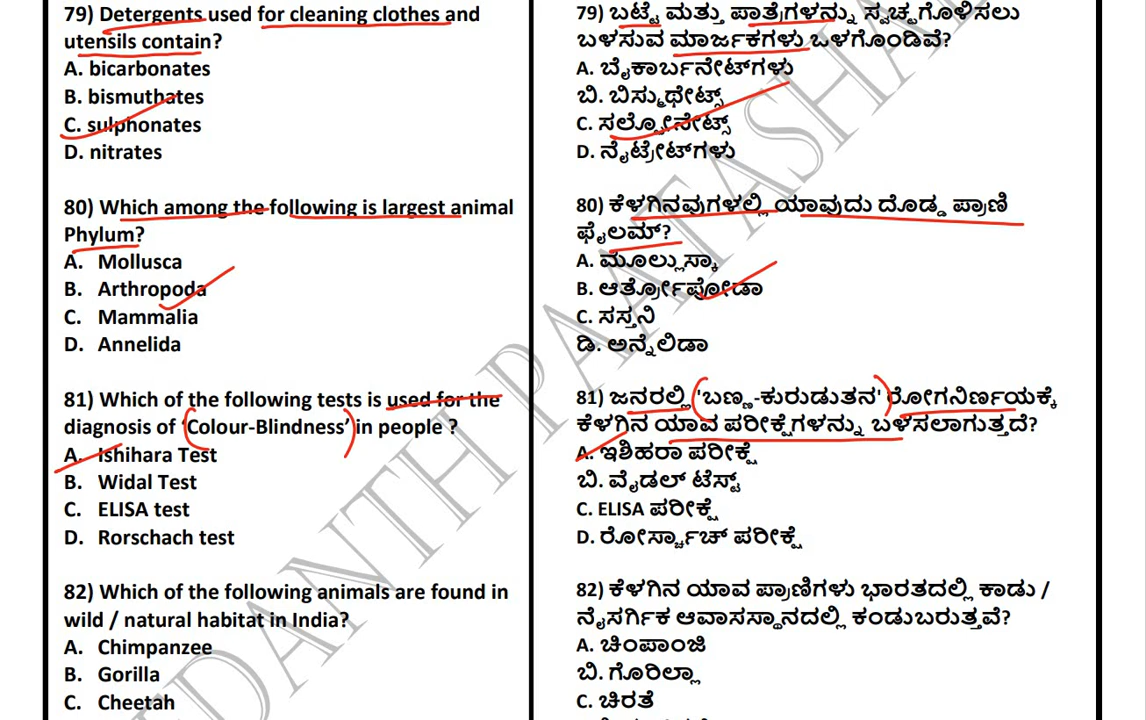 79) Detergents used for cleaning clothes and
utensils contain?
A. bicarbonates
B. bismuthates
C. sulphonates
D. nitrates
80) Which among the following is largest animal
Phylum?
A. Mollusca
B. Arthropoda
C. Mammalia
D. Annelida
81) Which of the following tests is used for the
diagnosis of 'Colour-Blindness' in people ?
A. Ishihara Test
B. Widal Test
C. ELISA test
D. Rorschach test
82) Which of the following animals are found in
wild / natural habitat in India?
A. Chimpanzee
B. Gorilla
C. Cheetah
79) ಬಟ್ಟೆ ಮತ್ತು ಪಾತ್ರೆಗಳನ್ನು ಸ್ವಚ್ಛಗೊಳಿಸಲು
ಬಳಸುವ ಮಾರ್ಜಕಗಳು ಒಳಗೊಂಡಿವೆ?
A. ಬೈಕಾರ್ಬನೇಟ್‌ಗಳು
ಬಿ. ಬಿಸ್ಮುಥೇಟ್ಸ್
C. ಸಲ್ಫೋನೇಟ್ಸ್
D. ನೈಟ್ರೇಟ್‌ಗಳು
80) ಕೆಳಗಿನವುಗಳಲ್ಲಿ ಯಾವುದು ದೊಡ್ಡ ಪ್ರಾಣಿ
ಫೈಲಮ್?
A. ಮೊಲ್ಲುಸ್ಕಾ
B. ಆರ್ತ್ರೋಪೋಡಾ
C. ಸಸ್ತನಿ
ಡಿ. ಅನ್ನೆಲಿಡಾ
81) ಜನರಲ್ಲಿ 'ಬಣ್ಣ-ಕುರುಡುತನ' ರೋಗನಿರ್ಣಯಕ್ಕೆ
ಕೆಳಗಿನ ಯಾವ ಪರೀಕ್ಷೆಗಳನ್ನು ಬಳಸಲಾಗುತ್ತದೆ?
A. ಇಶಿಹರಾ ಪರೀಕ್ಷೆ
ಬಿ. ವೈಡಲ್ ಟೆಸ್ಟ್
C. ELISA ಪರೀಕ್ಷೆ
D. ರೋರ್ಸ್ಚಾಚ್ ಪರೀಕ್ಷೆ
82) ಕೆಳಗಿನ ಯಾವ ಪ್ರಾಣಿಗಳು ಭಾರತದಲ್ಲಿ ಕಾಡು /
ನೈಸರ್ಗಿಕ ಆವಾಸಸ್ಥಾನದಲ್ಲಿ ಕಂಡುಬರುತ್ತವೆ?
A. ಚಿಂಪಾಂಜಿ
ಬಿ. ಗೊರಿಲ್ಲಾ
C. ಚಿರತೆ